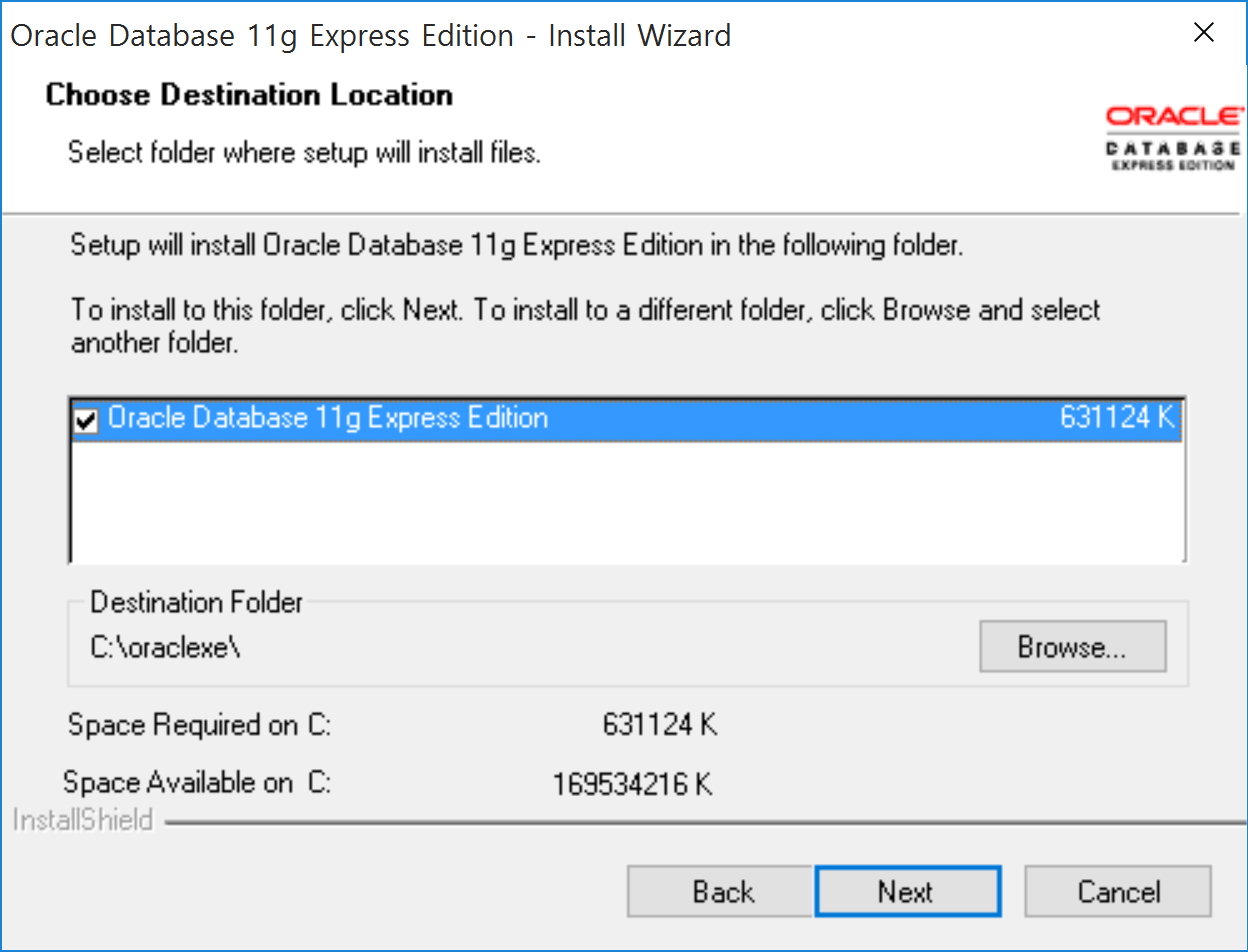 Oracle Database 11g Express Edition - Install Wizard
Choose Destination Location
Select folder where setup will install files.
ORACLE
DATABASE
EXPRESS EDITION
Setup will install Oracle Database 11g Express Edition in the following folder.
To install to this folder, click Next. To install to a different folder, click Browse and select
another folder.
Oracle Database 11g Express Edition 631124 K
Destination Folder
C:\oraclexe\
Browse...
Space Required on C: 631124 K
Space Available on C: 169534216 K
InstallShield
Back Next Cancel